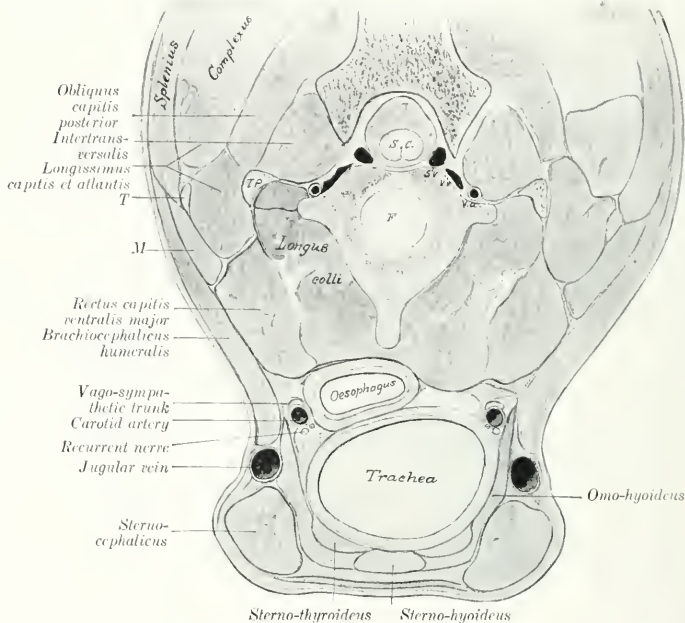 Splenius
Complexus
Obliquus
capitis
posterior
Intertrans-
versalis
Longissimus
capitis et atlantis
T
M
Rectus capitis
ventralis major
Brachiocephalicus
humeralis
Vago-sympa-
thetic trunk
Carotid artery
Recurrent nerve
Jugular vein
Sterno-
cephalicus
S.C.
S.v
V.v
V.a.
T.P.
F
Longus
colli
Oesophagus
Trachea
Omo-hyoideus
Sterno-thyroideus
Sterno-hyoideus